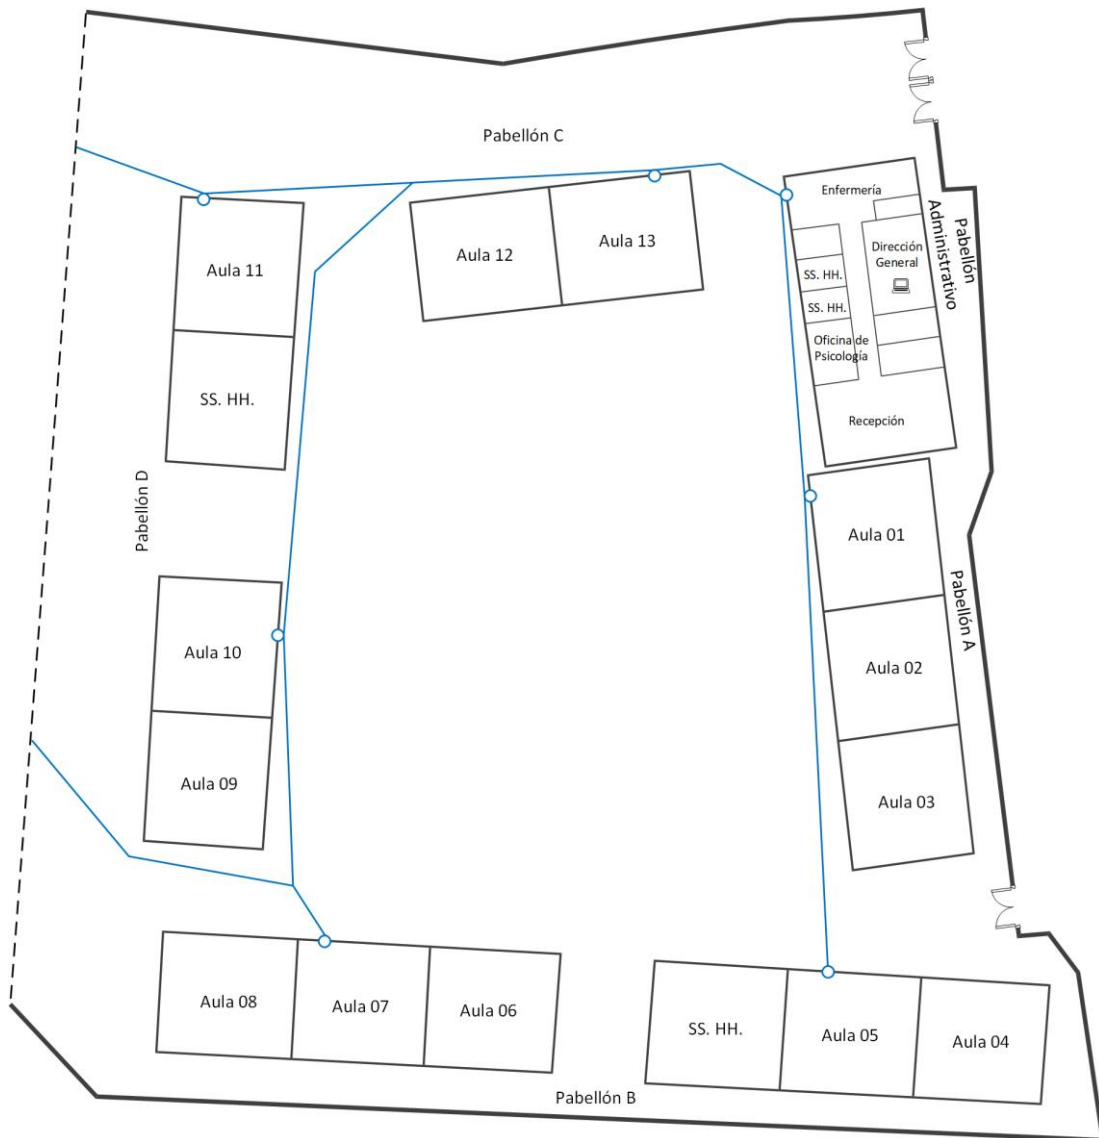 Pabellón C
Enfermería
Pabellón
Administrativo
Dirección
General
SS. HH.
SS. HH.
Oficina de
Psicología
Recepción
Aula 11
Aula 12
Aula 13
SS. HH.
Pabellón D
Aula 01
Pabellón A
Aula 10
Aula 02
Aula 09
Aula 03
Aula 08
Aula 07
Aula 06
SS. HH.
Aula 05
Aula 04
Pabellón B